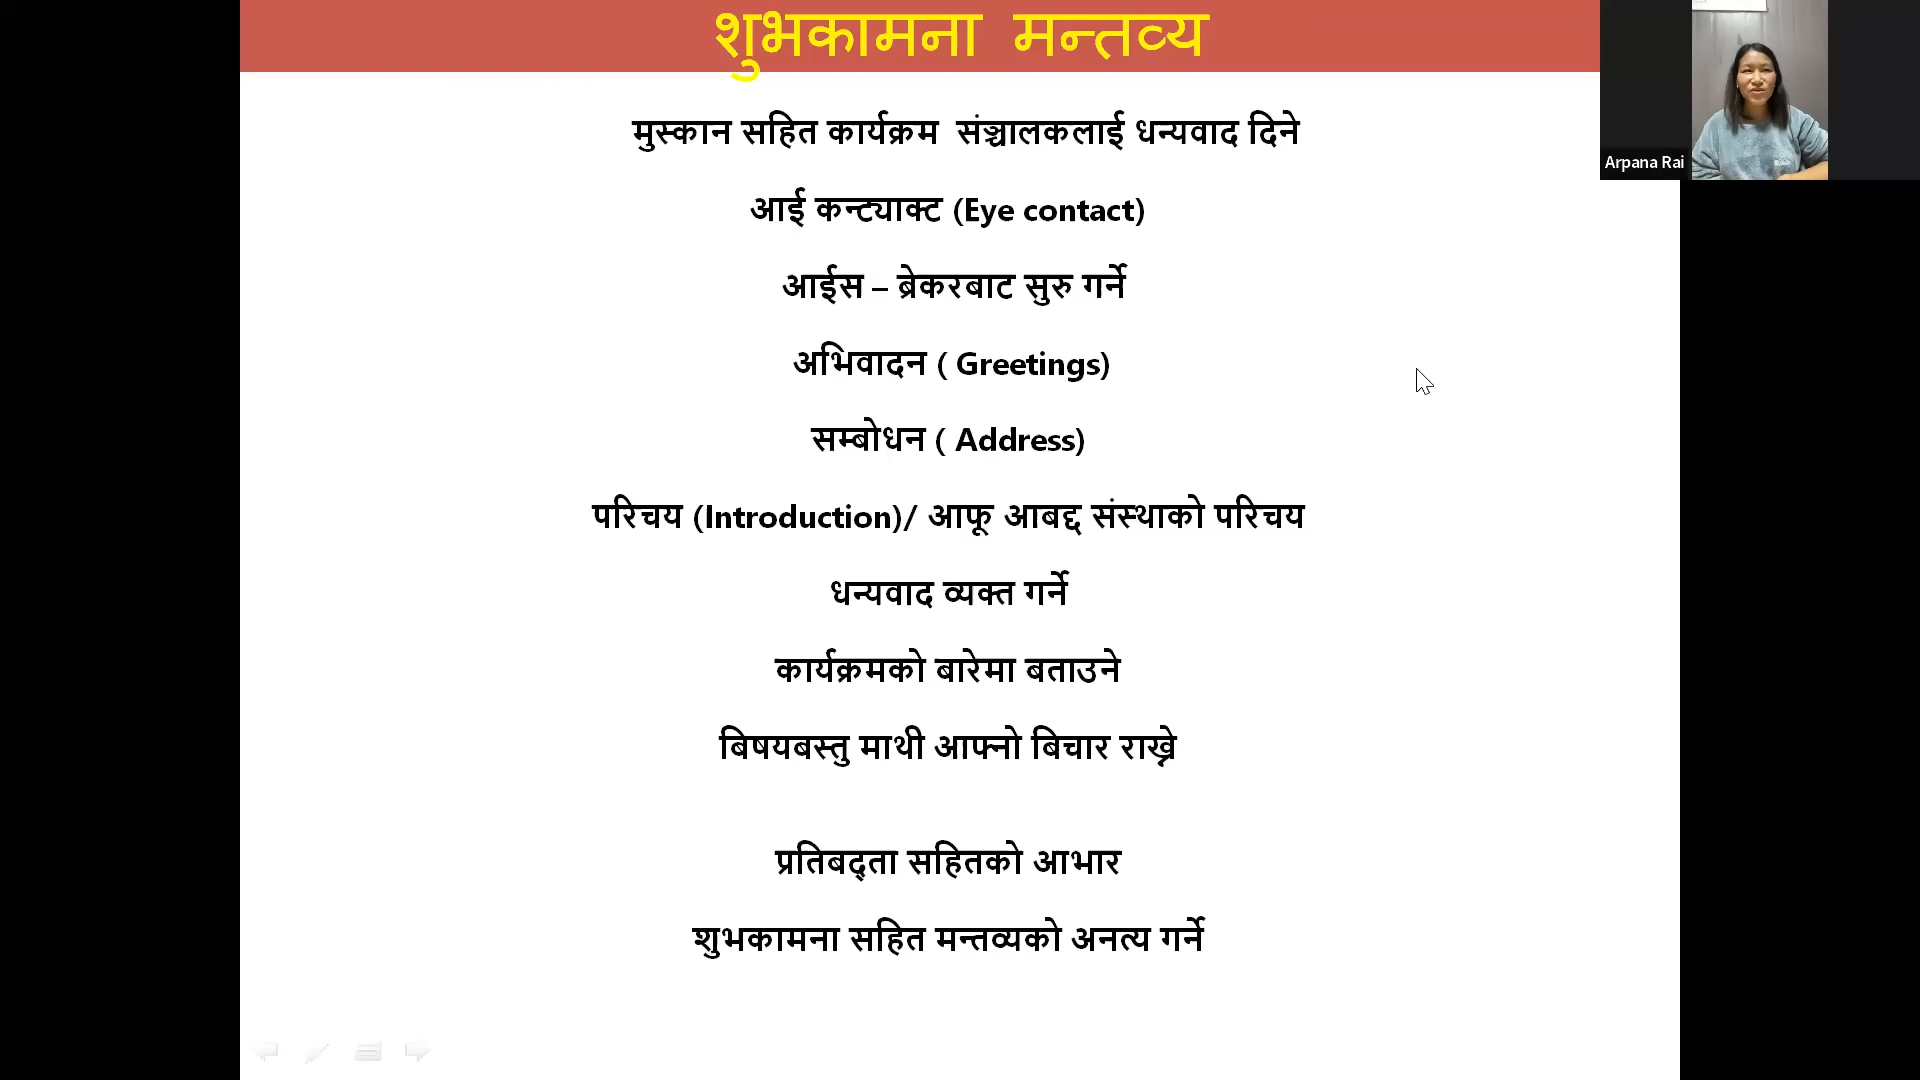 शुभकामना मन्तव्य
मुस्कान सहित कार्यक्रम संञ्चालकलाई धन्यवाद दिने
Arpana Rai
आई कन्ट्याक्ट (Eye contact)
आईस – ब्रेकरबाट सुरु गर्ने
अभिवादन ( Greetings)
सम्बोधन ( Address)
परिचय (Introduction)/ आफू आबद्द संस्थाको परिचय
धन्यवाद व्यक्त गर्ने
कार्यक्रमको बारेमा बताउने
बिषयबस्तु माथी आफ्नो बिचार राख्ने
प्रतिबद्ता सहितको आभार
शुभकामना सहित मन्तव्यको अनत्य गर्ने